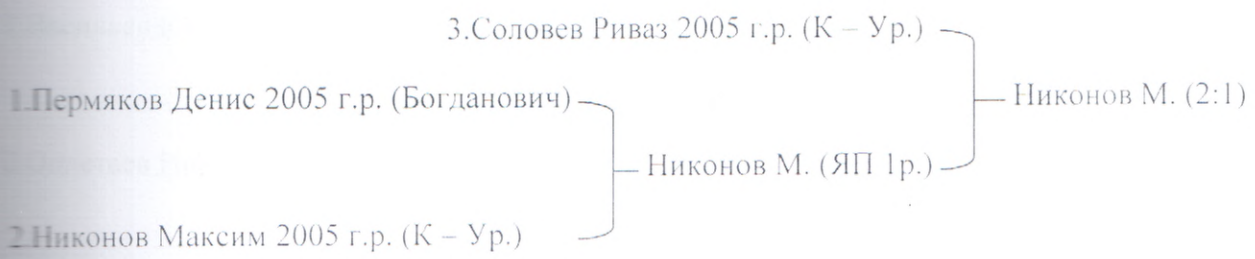 3.Соловев Риваз 2005 г.р. (К – Ур.)
1.Пермяков Денис 2005 г.р. (Богданович)
Никонов М. (2:1)
Никонов М. (ЯП 1р.)
2.Никонов Максим 2005 г.р. (К – Ур.)